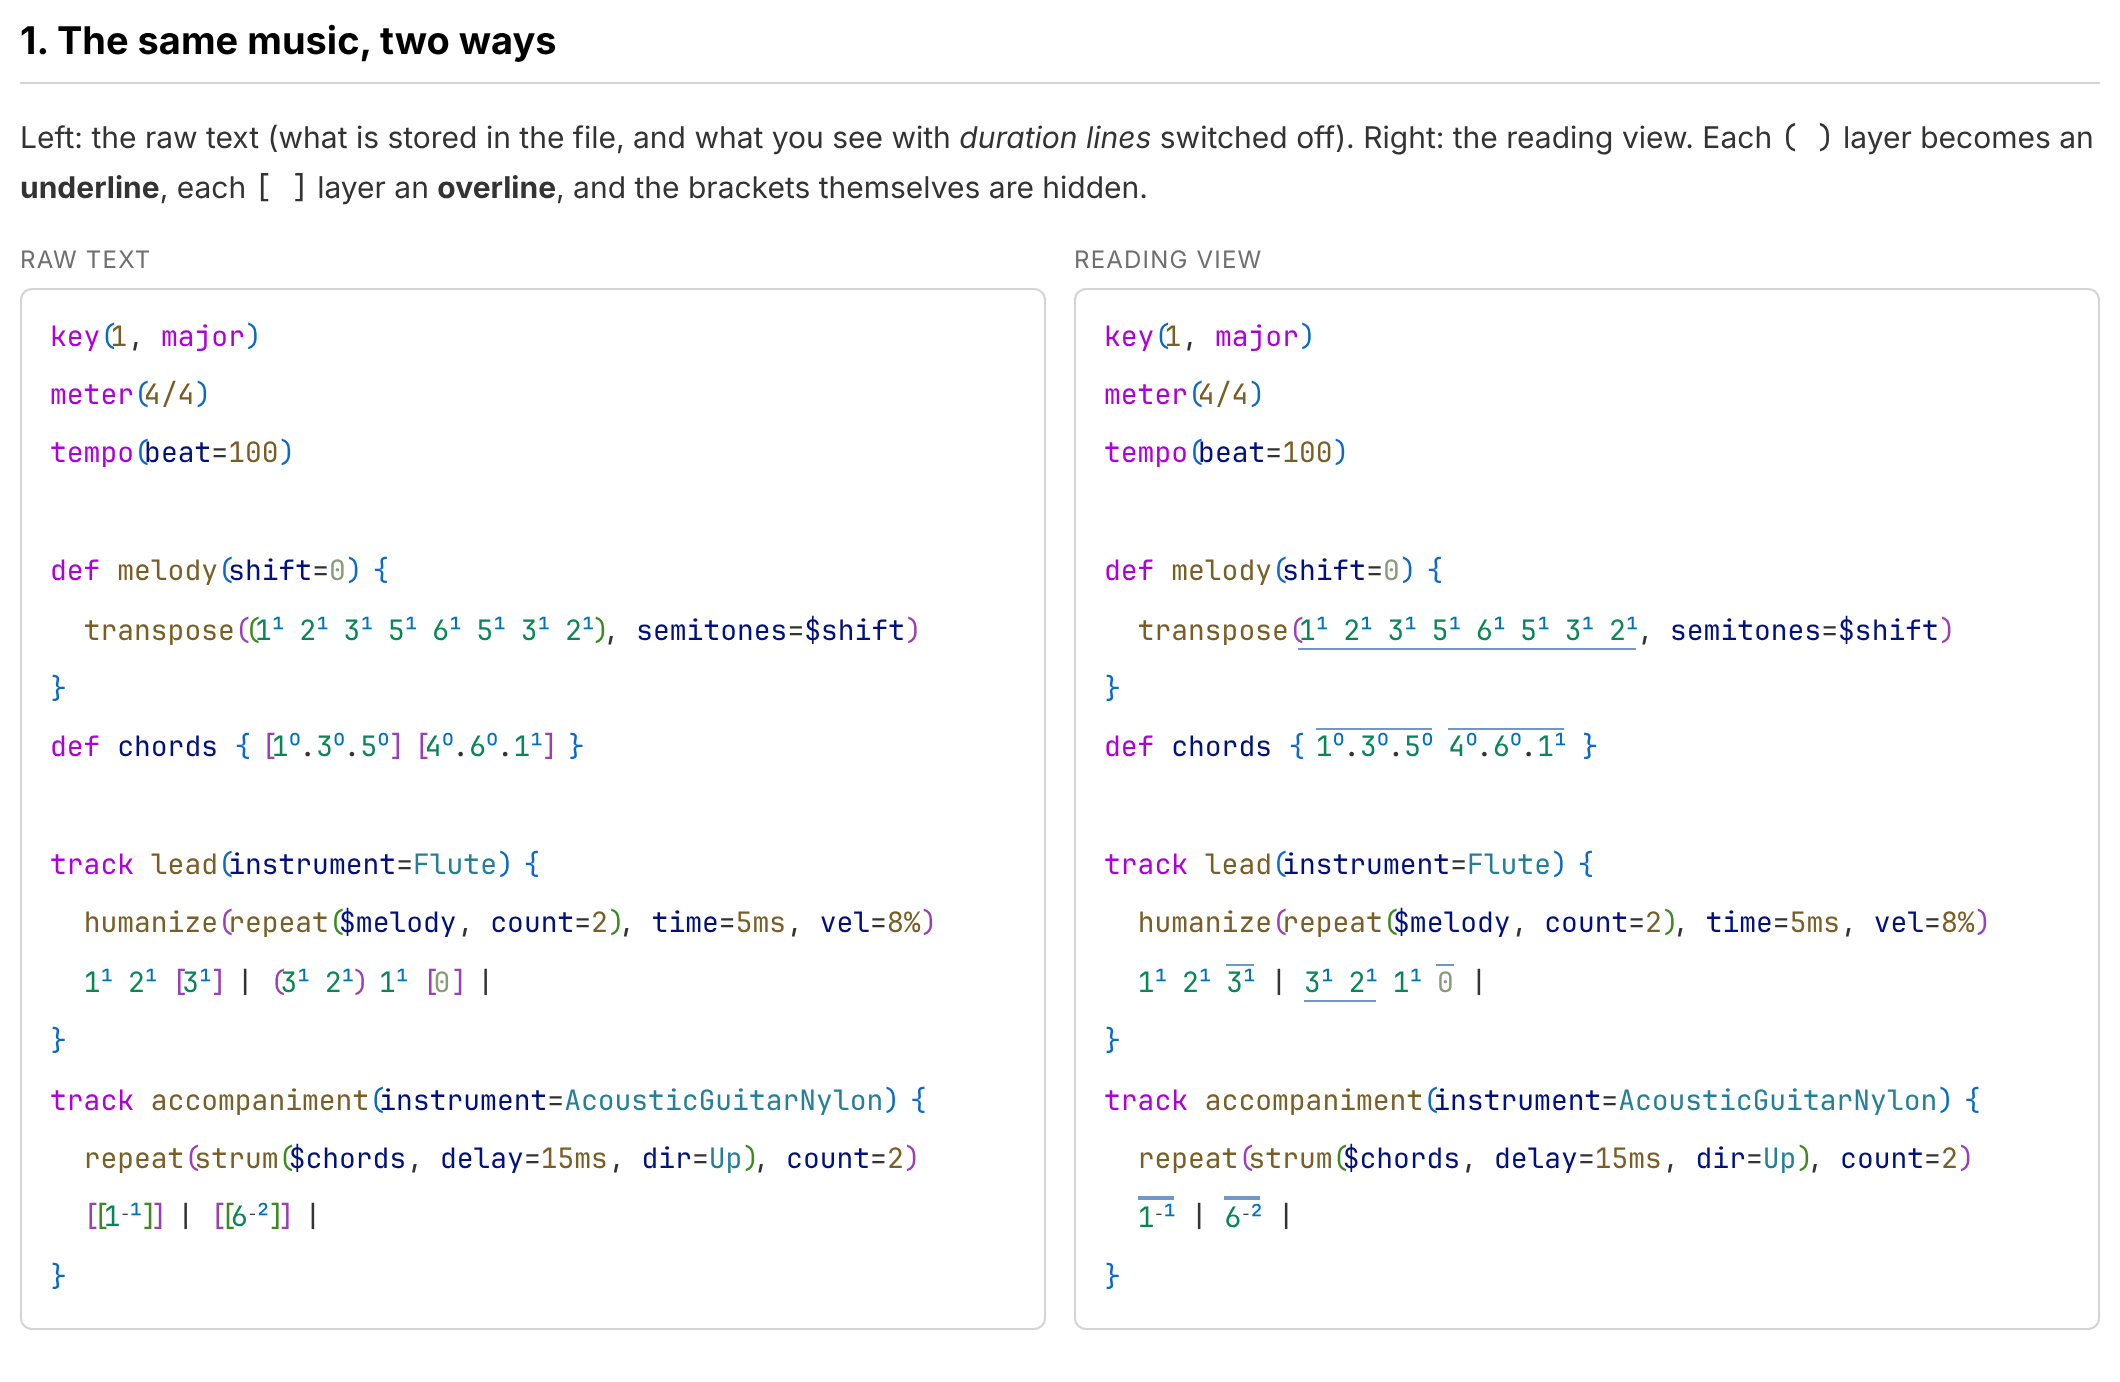 1. The same music, two ways
Left: the raw text (what is stored in the file, and what you see with duration lines switched off). Right: the reading view. Each ( ) layer becomes an
underline, each [ ] layer an overline, and the brackets themselves are hidden.
RAW TEXT
key(1, major)
meter(4/4)
tempo(beat=100)
def melody(shift=0) {
  transpose((1¹ 2¹ 3¹ 5¹ 6¹ 5¹ 3¹ 2¹), semitones=$shift)
}
def chords { [1⁰.3⁰.5⁰] [4⁰.6⁰.1¹] }
track lead(instrument=Flute) {
  humanize(repeat($melody, count=2), time=5ms, vel=8%)
  1¹ 2¹ [3¹] | (3¹ 2¹) 1¹ [0] |
}
track accompaniment(instrument=AcousticGuitarNylon) {
  repeat(strum($chords, delay=15ms, dir=Up), count=2)
  [[1⁻¹]] | [[6⁻²]] |
}
READING VIEW
key(1, major)
meter(4/4)
tempo(beat=100)
def melody(shift=0) {
  transpose(1¹ 2¹ 3¹ 5¹ 6¹ 5¹ 3¹ 2¹, semitones=$shift)
}
def chords { 1⁰.3⁰.5⁰ 4⁰.6⁰.1¹ }
track lead(instrument=Flute) {
  humanize(repeat($melody, count=2), time=5ms, vel=8%)
  1¹ 2¹ 3¹ | 3¹ 2¹ 1¹ 0 |
}
track accompaniment(instrument=AcousticGuitarNylon) {
  repeat(strum($chords, delay=15ms, dir=Up), count=2)
  1⁻¹ | 6⁻² |
}